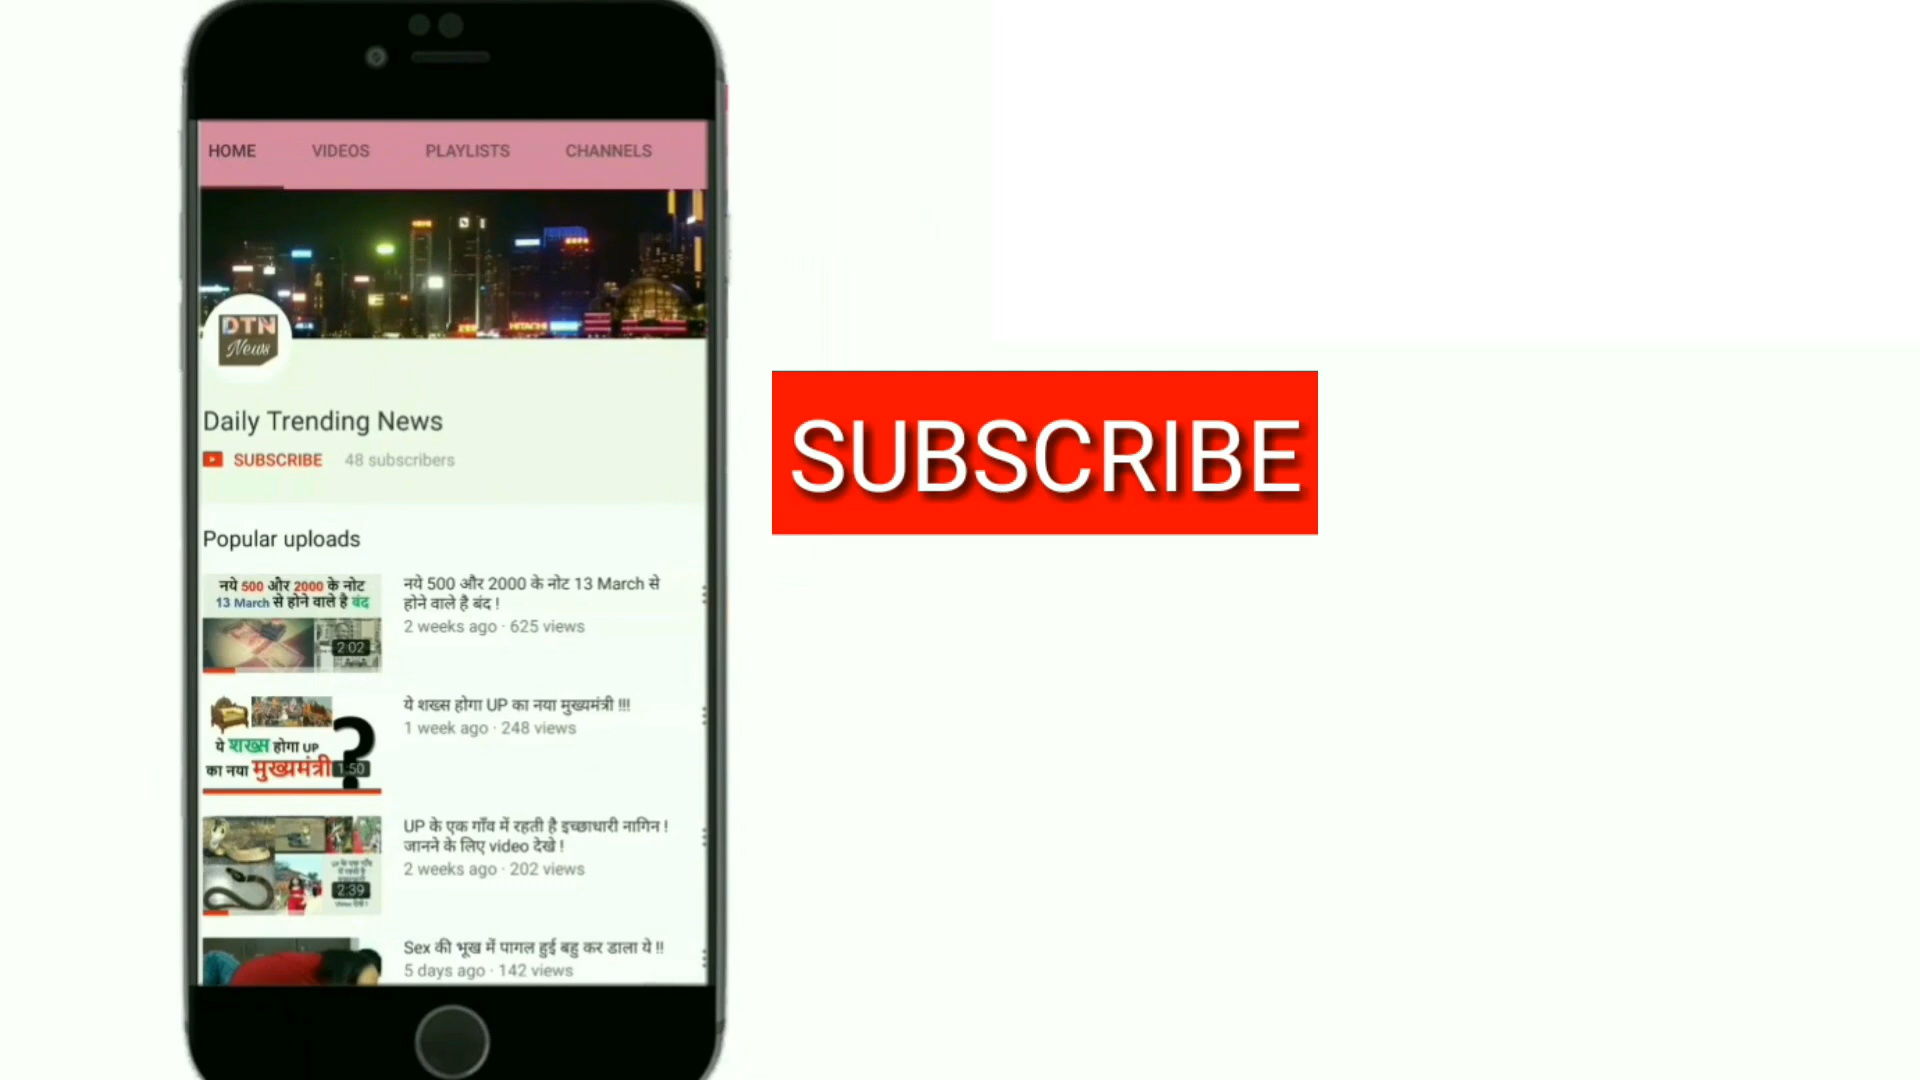 HOME VIDEOS PLAYLISTS CHANNELS
HITACHI
DTN
News
Daily Trending News
SUBSCRIBE 48 subscribers
SUBSCRIBE
Popular uploads
नये 500 और 2000 के नोट
13 March से होने वाले है बंद
2:02
नये 500 और 2000 के नोट 13 March से
होने वाले है बंद !
2 weeks ago · 625 views
ये शख्स होगा UP
का नया मुख्यमंत्री
?
1:50
ये शख्स होगा UP का नया मुख्यमंत्री !!!
1 week ago · 248 views
2:39
UP के एक गाँव में रहती है इच्छाधारी नागिन !
जानने के लिए video देखे !
2 weeks ago · 202 views
Sex की भूख में पागल हुई बहु कर डाला ये !!
5 days ago · 142 views